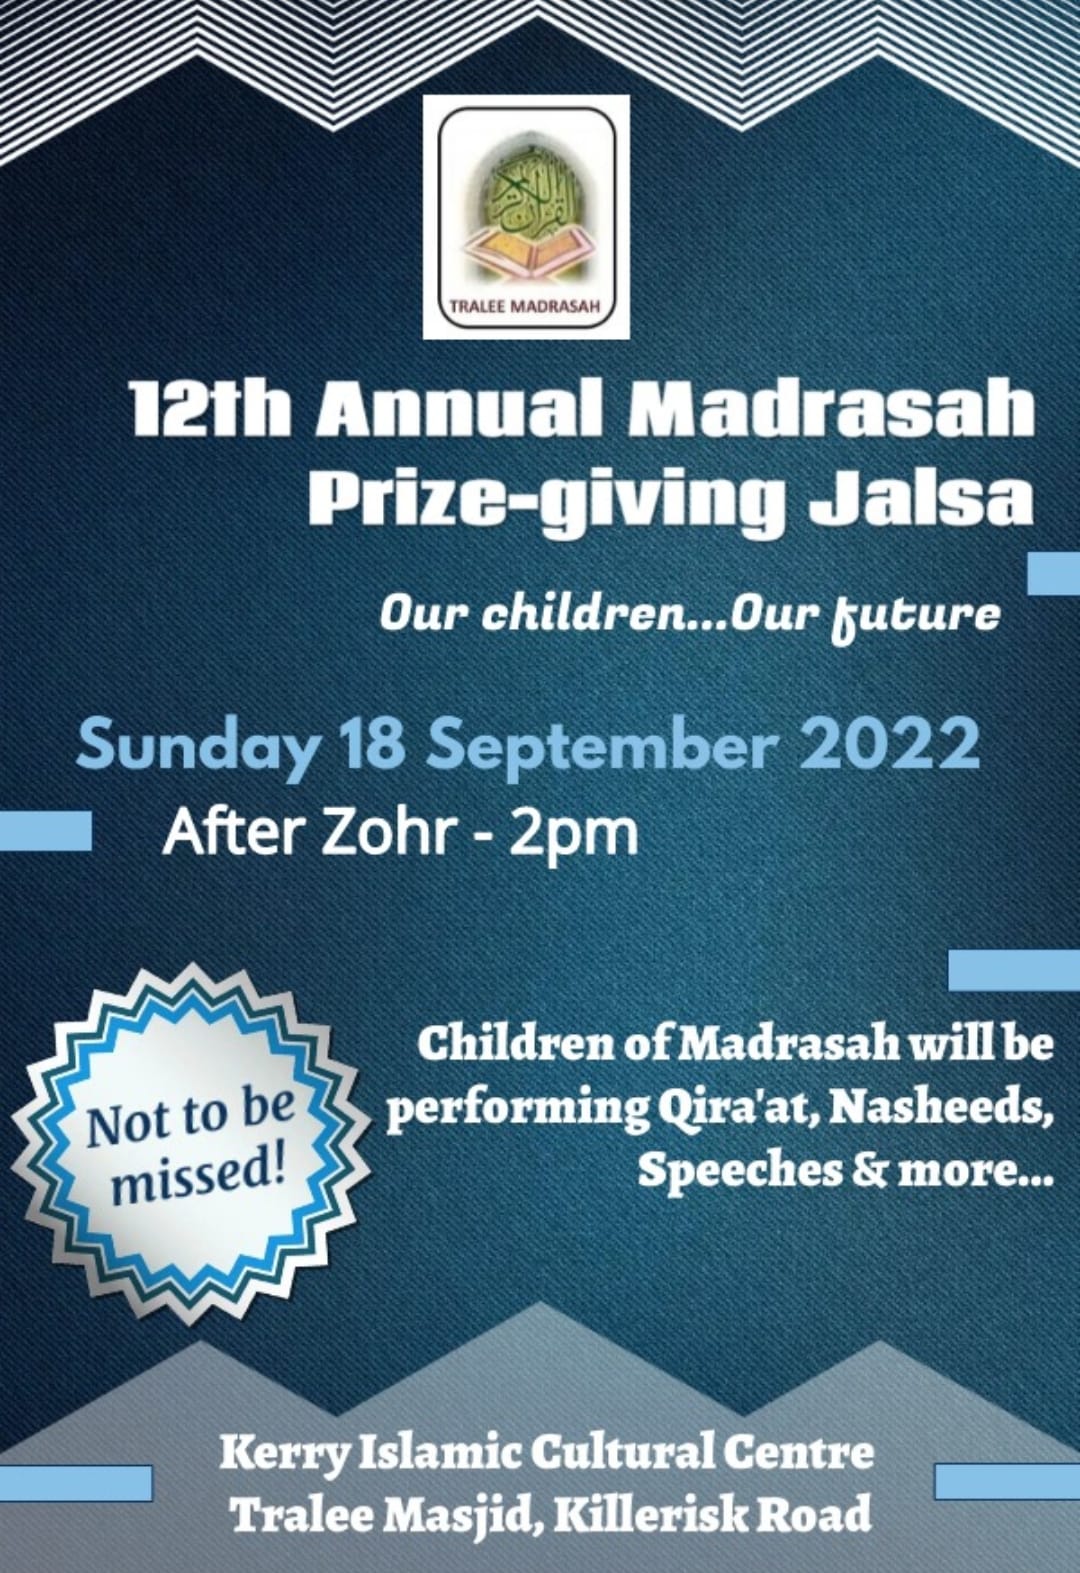 القرآن الكريم
TRALEE MADRASAH
12th Annual Madrasah
Prize-giving Jalsa
Our children...Our future
Sunday 18 September 2022
After Zohr - 2pm
Not to be
missed!
Children of Madrasah will be
performing Qira'at, Nasheeds,
Speeches & more...
Kerry Islamic Cultural Centre
Tralee Masjid, Killerisk Road